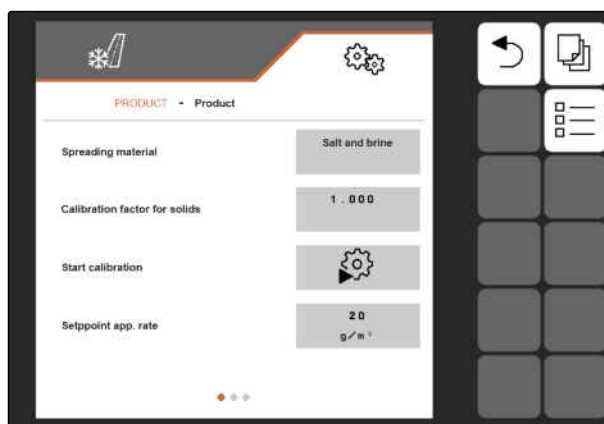 PRODUCT - Product
Spreading material
Salt and brine
Calibration factor for solids
1.000
Start calibration
Setppoint app. rate
20
g/m²